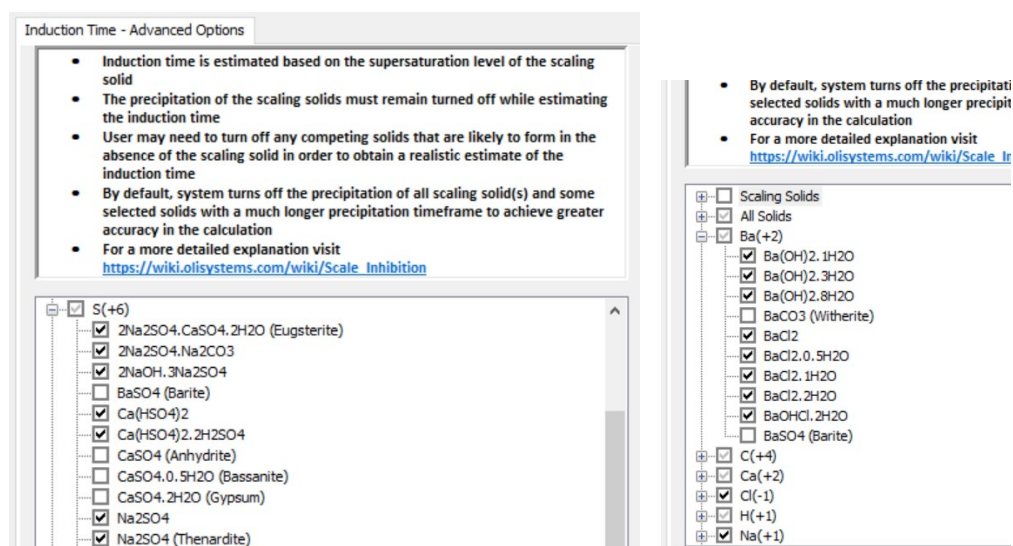 Induction Time - Advanced Options
• Induction time is estimated based on the supersaturation level of the scaling
solid
• The precipitation of the scaling solids must remain turned off while estimating
the induction time
• User may need to turn off any competing solids that are likely to form in the
absence of the scaling solid in order to obtain a realistic estimate of the
induction time
• By default, system turns off the precipitation of all scaling solid(s) and some
selected solids with a much longer precipitation timeframe to achieve greater
accuracy in the calculation
• For a more detailed explanation visit
https://wiki.olisystems.com/wiki/Scale_Inhibition
S(+6)
2Na2SO4.CaSO4.2H2O (Eugsterite)
2Na2SO4.Na2CO3
2NaOH.3Na2SO4
BaSO4 (Barite)
Ca(HSO4)2
Ca(HSO4)2.2H2SO4
CaSO4 (Anhydrite)
CaSO4.0.5H2O (Bassanite)
CaSO4.2H2O (Gypsum)
Na2SO4
Na2SO4 (Thenardite)
• By default, system turns off the precipitati
selected solids with a much longer precipit
accuracy in the calculation
• For a more detailed explanation visit
https://wiki.olisystems.com/wiki/Scale_In
Scaling Solids
All Solids
Ba(+2)
Ba(OH)2.1H2O
Ba(OH)2.3H2O
Ba(OH)2.8H2O
BaCO3 (Witherite)
BaCl2
BaCl2.0.5H2O
BaCl2.1H2O
BaCl2.2H2O
BaOHCl.2H2O
BaSO4 (Barite)
C(+4)
Ca(+2)
Cl(-1)
H(+1)
Na(+1)